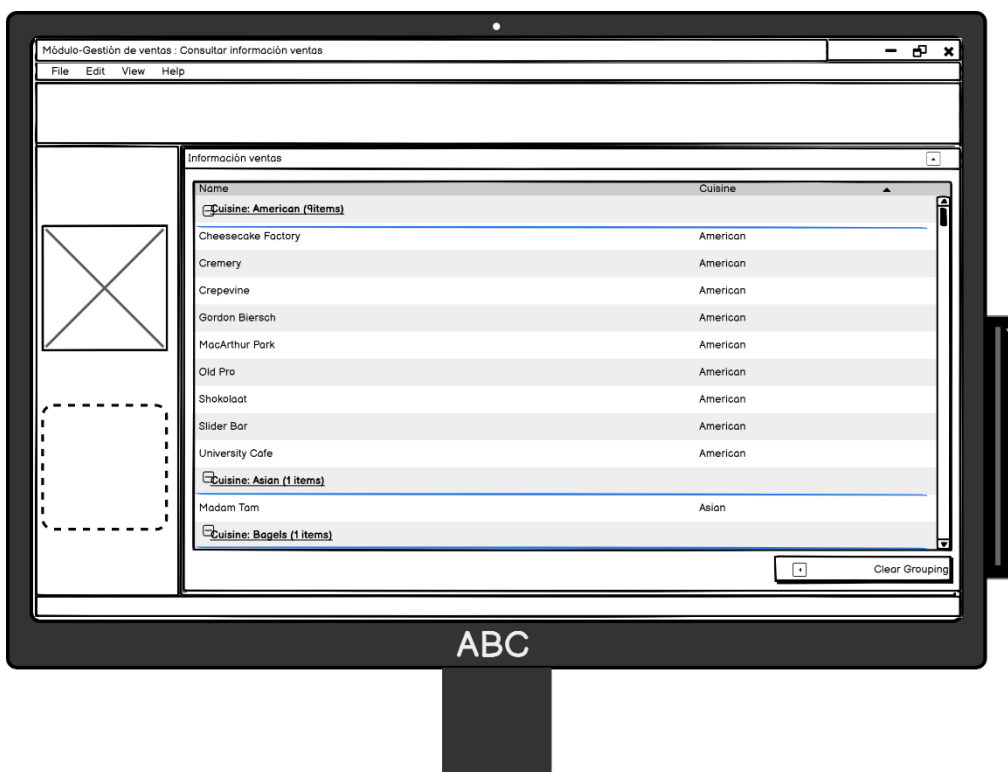 Módulo-Gestión de ventas : Consultar información ventas
File Edit View Help
Información ventas
Name Cuisine
Cuisine: American (9items)
Cheesecake Factory American
Cremery American
Crepevine American
Gordon Biersch American
MacArthur Park American
Old Pro American
Shokolaat American
Slider Bar American
University Cafe American
Cuisine: Asian (1 items)
Madam Tam Asian
Cuisine: Bagels (1 items)
Clear Grouping
ABC